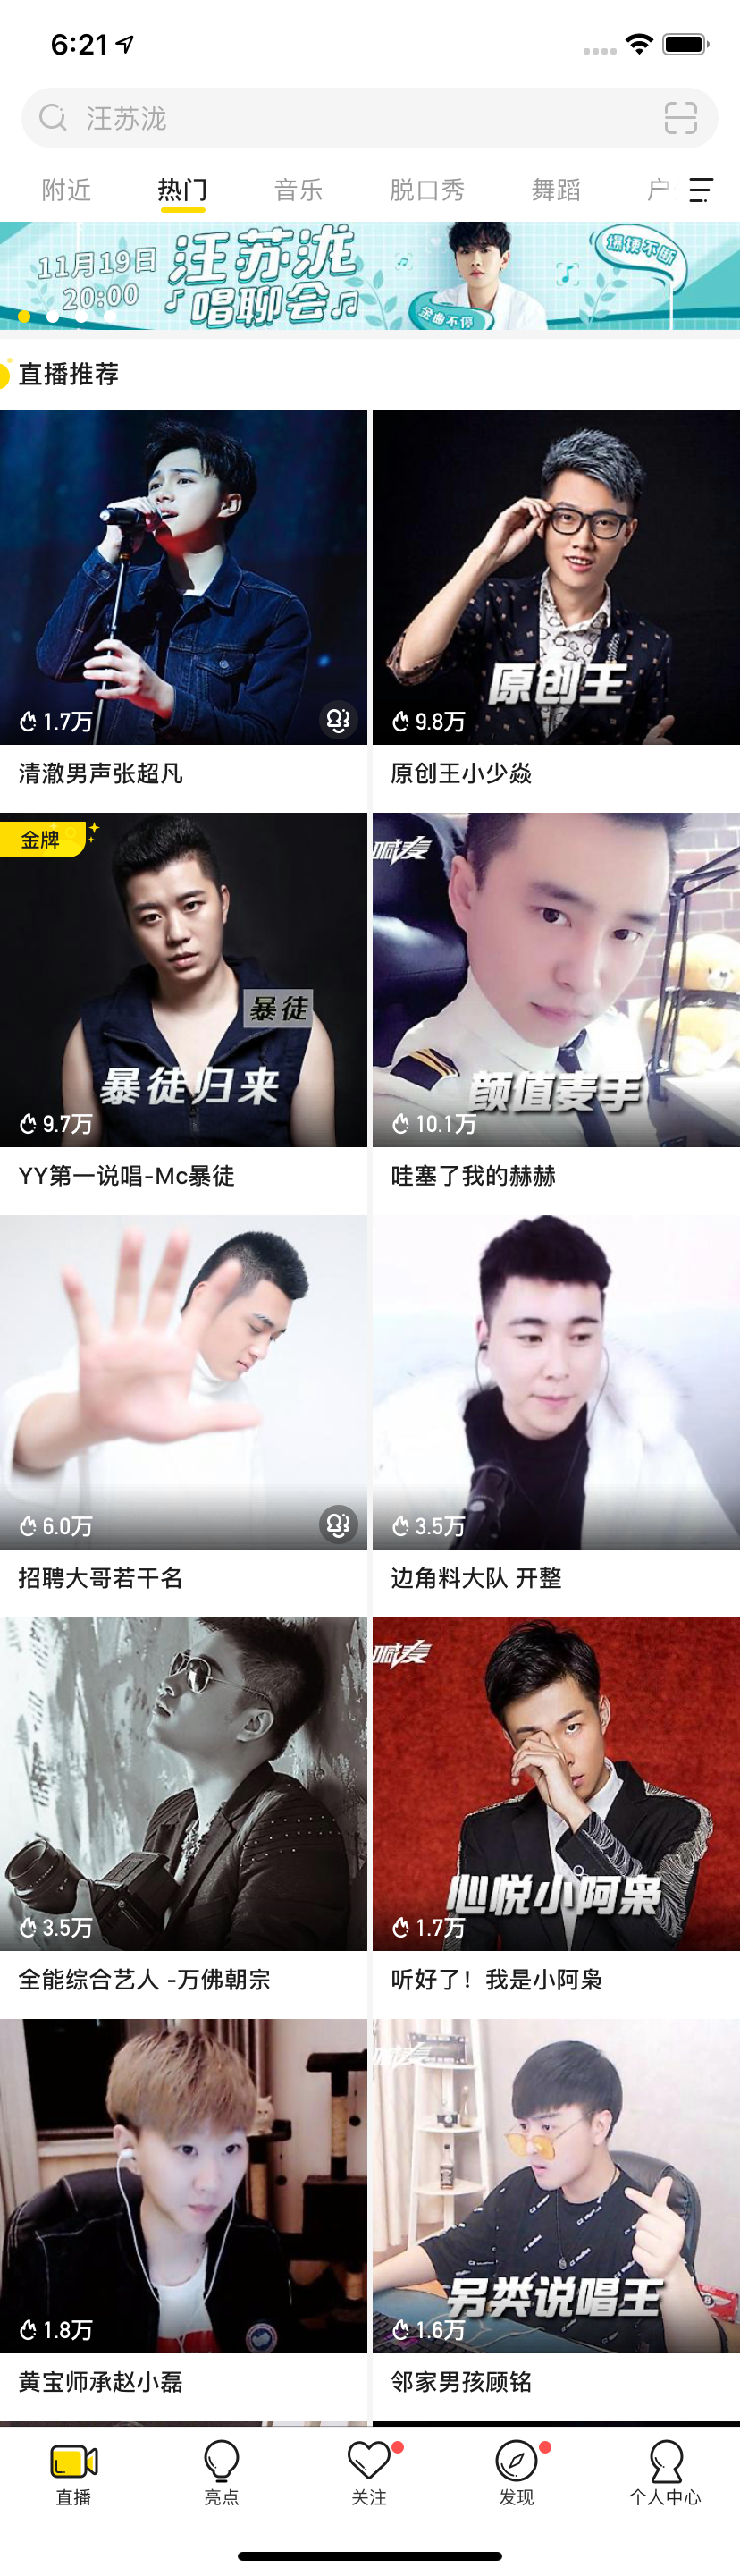 6:21
汪苏泷
附近 热门 音乐 脱口秀 舞蹈
11月19日
20:00
汪苏泷
唱聊会
金曲不停
爆梗不断
直播推荐
1.7万
清澈男声张超凡
原创王
9.8万
原创王小少焱
金牌
暴徒
暴徒归来
9.7万
YY第一说唱-Mc暴徒
喊麦
颜值麦手
10.1万
哇塞了我的赫赫
6.0万
招聘大哥若干名
3.5万
边角料大队 开整
3.5万
全能综合艺人 -万佛朝宗
喊麦
心悦小阿枭
1.7万
听好了！我是小阿枭
1.8万
黄宝师承赵小磊
喊麦
另类说唱王
1.6万
邻家男孩顾铭
直播 亮点 关注 发现 个人中心